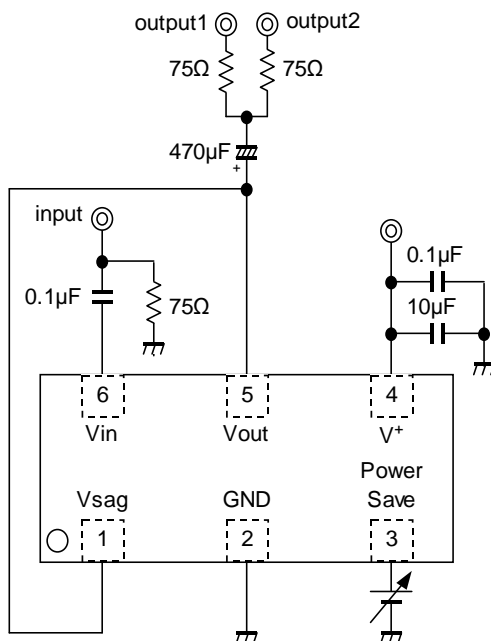 output1 output2
75Ω 75Ω
470μF
+
input
0.1μF
75Ω
0.1μF
10μF
6 5 4
Vin Vout V+
Power
Vsag GND Save
1 2 3